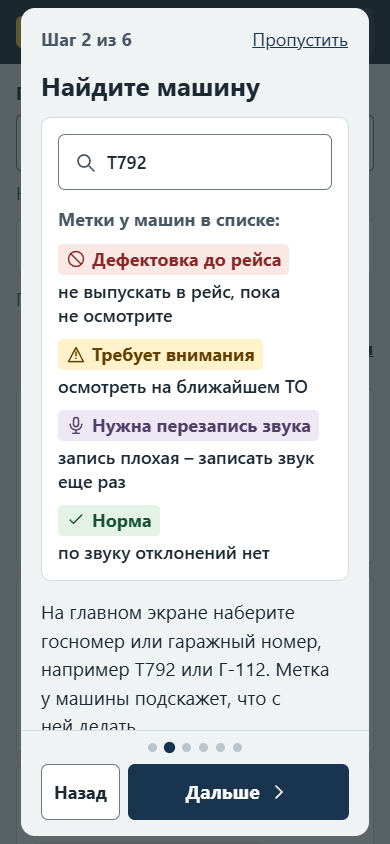 Шаг 2 из 6
Пропустить
Найдите машину
Т792
Метки у машин в списке:
Дефектовка до рейса
не выпускать в рейс, пока
не осмотрите
Требует внимания
осмотреть на ближайшем ТО
Нужна перезапись звука
запись плохая – записать звук
еще раз
Норма
по звуку отклонений нет
На главном экране наберите
госномер или гаражный номер,
например Т792 или Г-112. Метка
у машины подскажет, что с
ней делать
Назад
Дальше